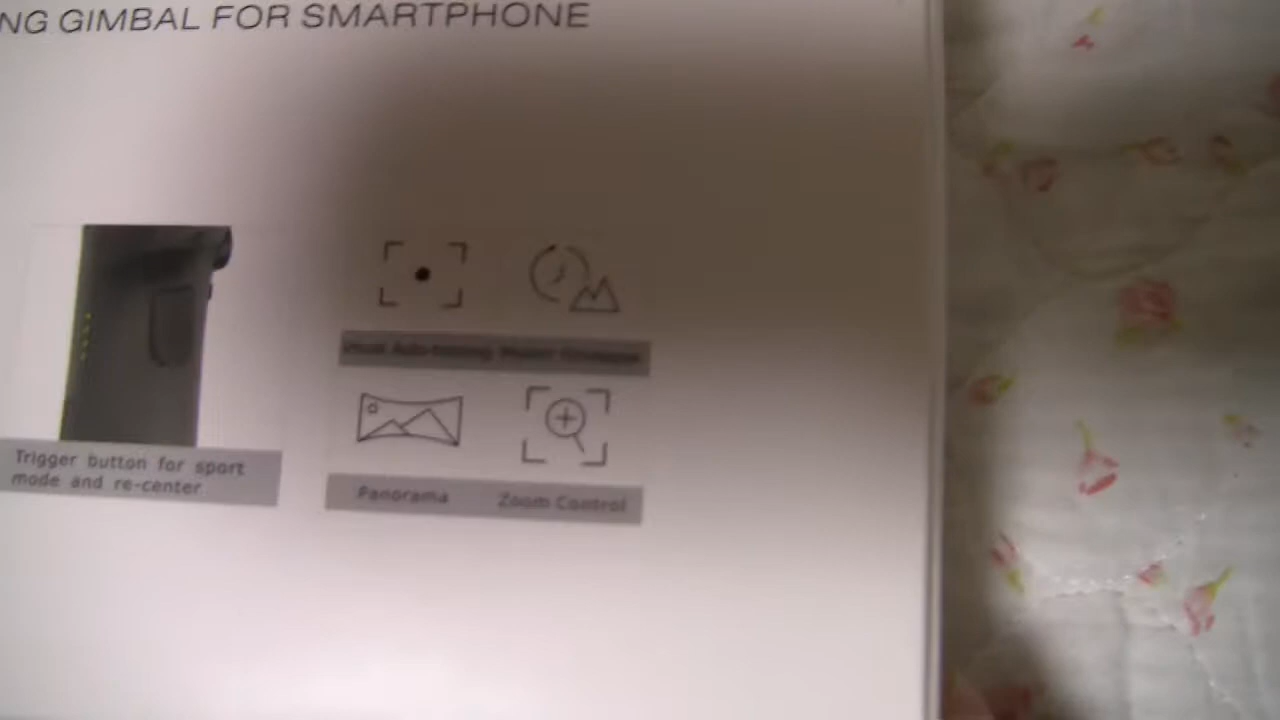 NG GIMBAL FOR SMARTPHONE
Trigger button for sport
mode and re-center
Panorama Zoom Control